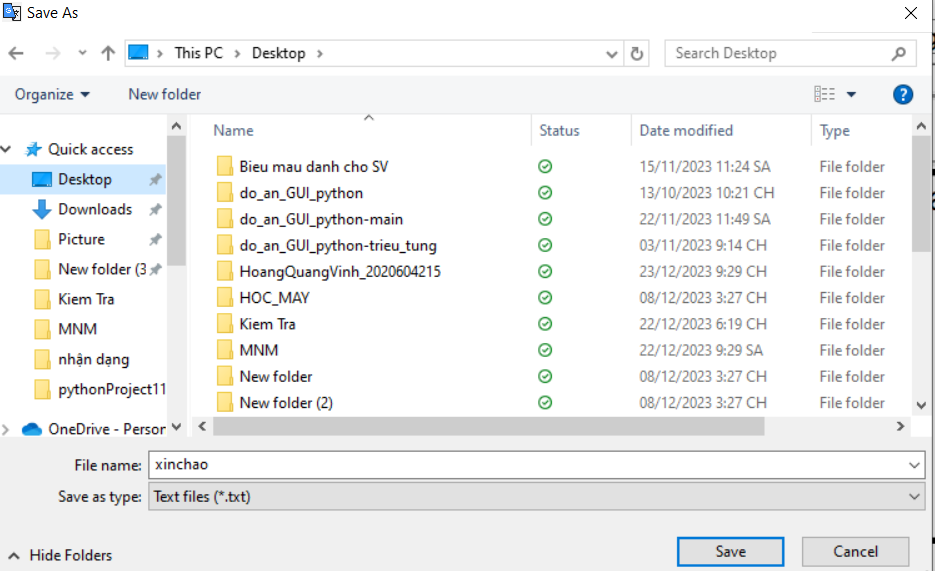 Save As
This PC > Desktop >
Search Desktop
Organize
New folder
?
Name
Status
Date modified
Type
Quick access
Desktop
Downloads
Picture
New folder (3
Kiem Tra
MNM
nhận dạng
pythonProject11
OneDrive - Person
Bieu mau danh cho SV 15/11/2023 11:24 SA File folder
do_an_GUI_python 13/10/2023 10:21 CH File folder
do_an_GUI_python-main 22/11/2023 11:49 SA File folder
do_an_GUI_python-trieu_tung 03/11/2023 9:14 CH File folder
HoangQuangVinh_2020604215 23/12/2023 9:29 CH File folder
HOC_MAY 08/12/2023 3:27 CH File folder
Kiem Tra 22/12/2023 6:19 CH File folder
MNM 22/12/2023 9:29 SA File folder
New folder 08/12/2023 3:27 CH File folder
New folder (2) 08/12/2023 3:27 CH File folder
File name: xinchao
Save as type: Text files (*.txt)
Hide Folders
Save
Cancel